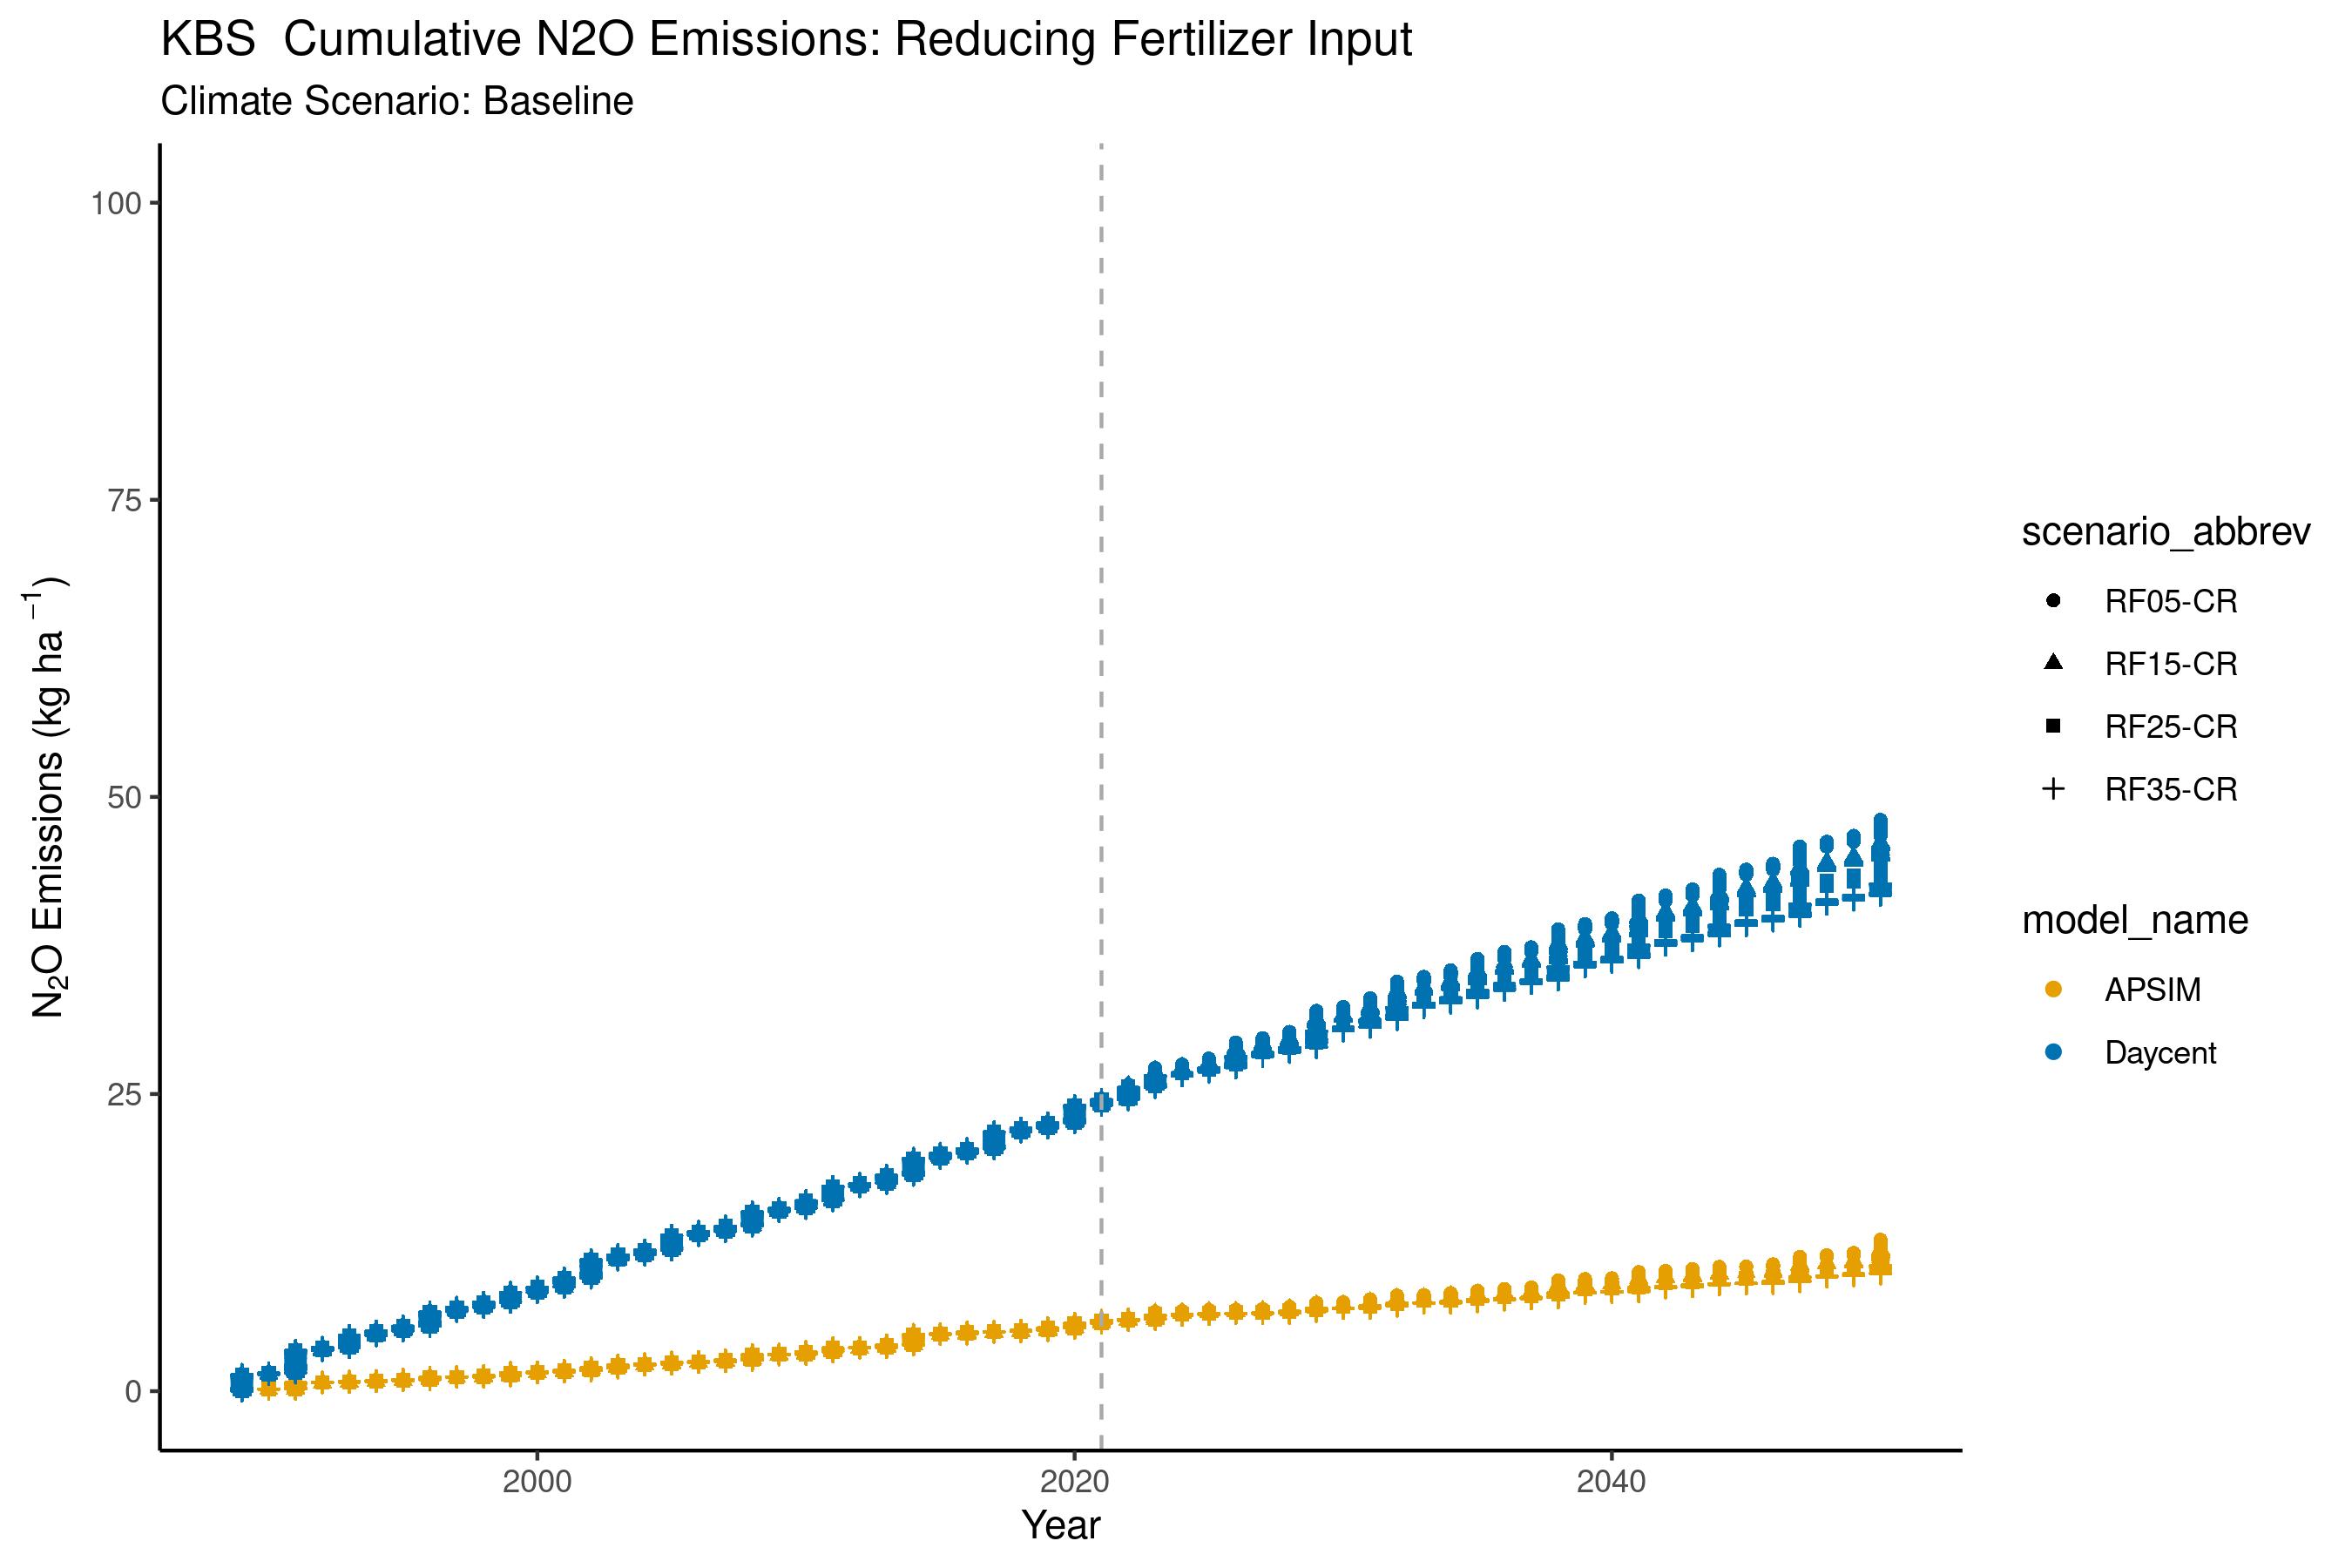 KBS  Cumulative N2O Emissions: Reducing Fertilizer Input
Climate Scenario: Baseline
N₂O Emissions (kg ha⁻¹)
100
75
50
25
0
2000
2020
2040
Year
scenario_abbrev
RF05-CR
RF15-CR
RF25-CR
RF35-CR
model_name
APSIM
Daycent